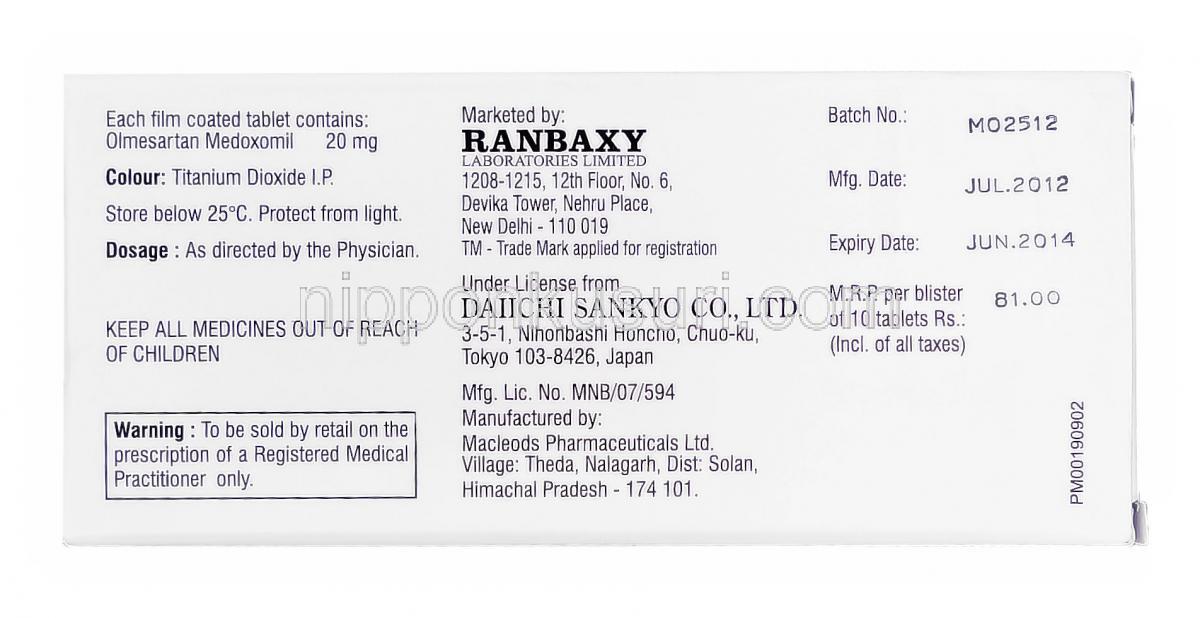 Each film coated tablet contains:
Olmesartan Medoxomil 20 mg
Colour: Titanium Dioxide I.P.
Store below 25°C. Protect from light.
Dosage : As directed by the Physician.
KEEP ALL MEDICINES OUT OF REACH
OF CHILDREN
Warning : To be sold by retail on the
prescription of a Registered Medical
Practitioner only.
Marketed by:
RANBAXY
LABORATORIES LIMITED
1208-1215, 12th Floor, No. 6,
Devika Tower, Nehru Place,
New Delhi - 110 019
TM - Trade Mark applied for registration
Under License from
DAIICHI SANKYO CO., LTD.
3-5-1, Nihonbashi Honcho, Chuo-ku,
Tokyo 103-8426, Japan
Mfg. Lic. No. MNB/07/594
Manufactured by:
Macleods Pharmaceuticals Ltd.
Village: Theda, Nalagarh, Dist: Solan,
Himachal Pradesh - 174 101.
Batch No.: MO2512
Mfg. Date: JUL.2012
Expiry Date: JUN.2014
M.R.P per blister
of 10 tablets Rs.: 81.00
(Incl. of all taxes)
PM00190902
nipponkusuri.com